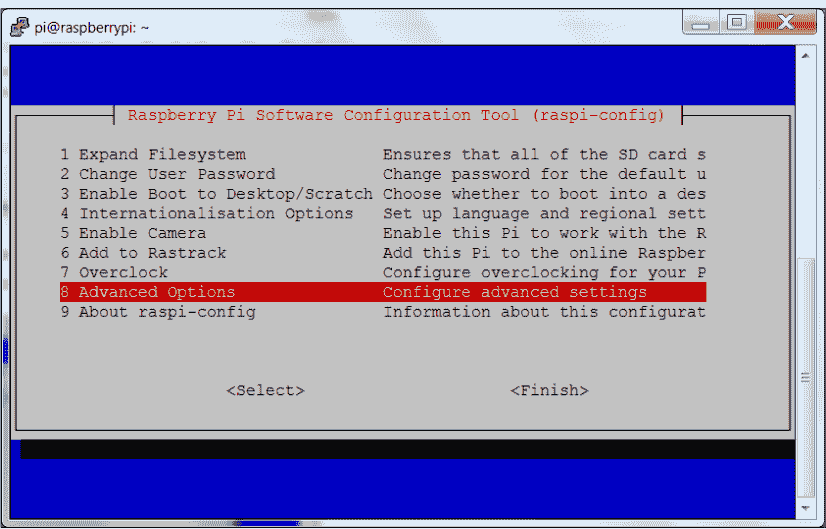 pi@raspberrypi: ~
Raspberry Pi Software Configuration Tool (raspi-config)
1 Expand Filesystem Ensures that all of the SD card s
2 Change User Password Change password for the default u
3 Enable Boot to Desktop/Scratch Choose whether to boot into a des
4 Internationalisation Options Set up language and regional sett
5 Enable Camera Enable this Pi to work with the R
6 Add to Rastrack Add this Pi to the online Raspber
7 Overclock Configure overclocking for your P
8 Advanced Options Configure advanced settings
9 About raspi-config Information about this configurat
<Select> <Finish>